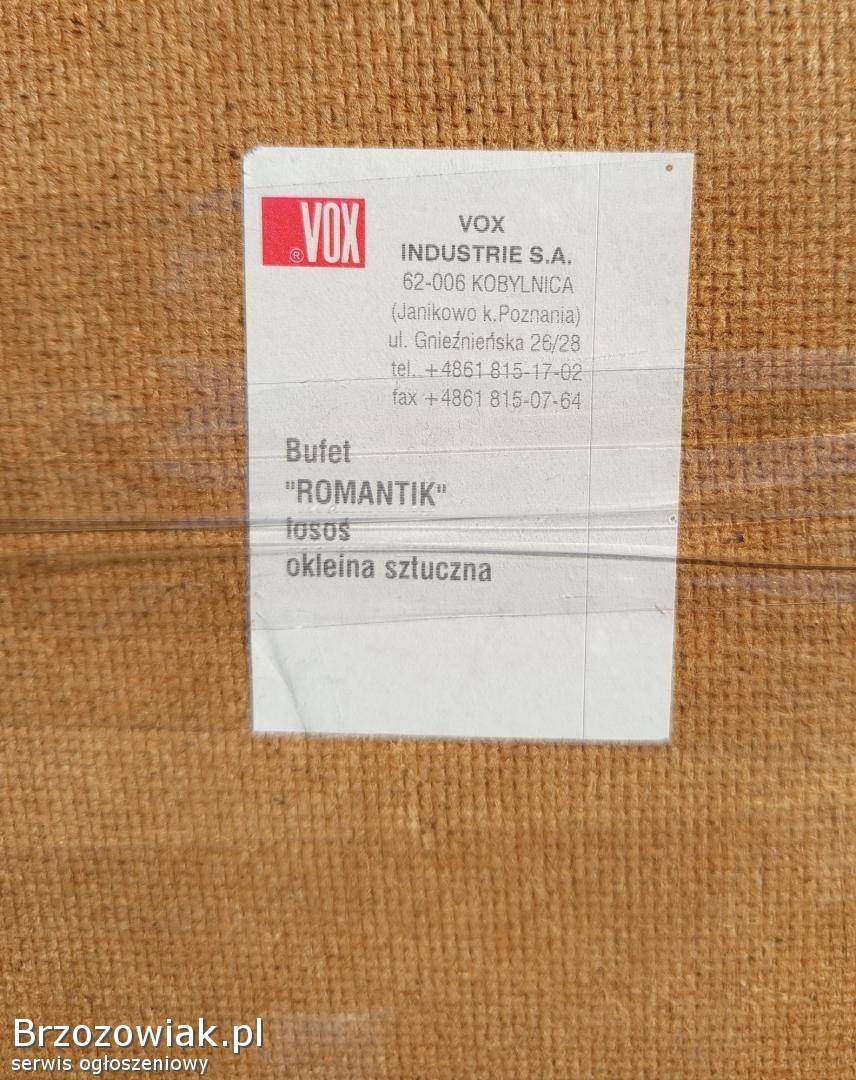 VOX
®
VOX
INDUSTRIE S.A.
62-006 KOBYLNICA
(Janikowo k.Poznania)
ul. Gnieźnieńska 26/28
tel. +4861 815-17-02
fax +4861 815-07-64
Bufet
"ROMANTIK"
łosoś
okleina sztuczna
Brzozowiak.pl
serwis ogłoszeniowy